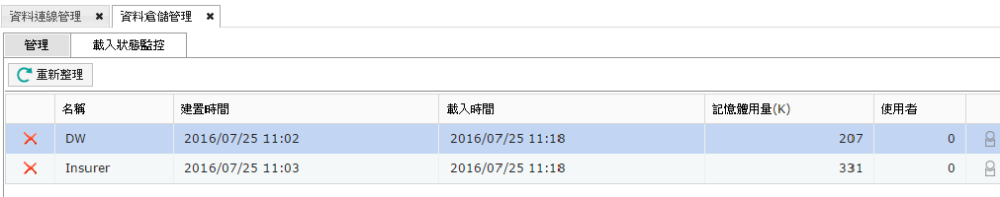 資料連線管理 資料倉儲管理
管理 載入狀態監控
重新整理
名稱 建置時間 載入時間 記憶體用量(K) 使用者
DW 2016/07/25 11:02 2016/07/25 11:18 207 0
Insurer 2016/07/25 11:03 2016/07/25 11:18 331 0